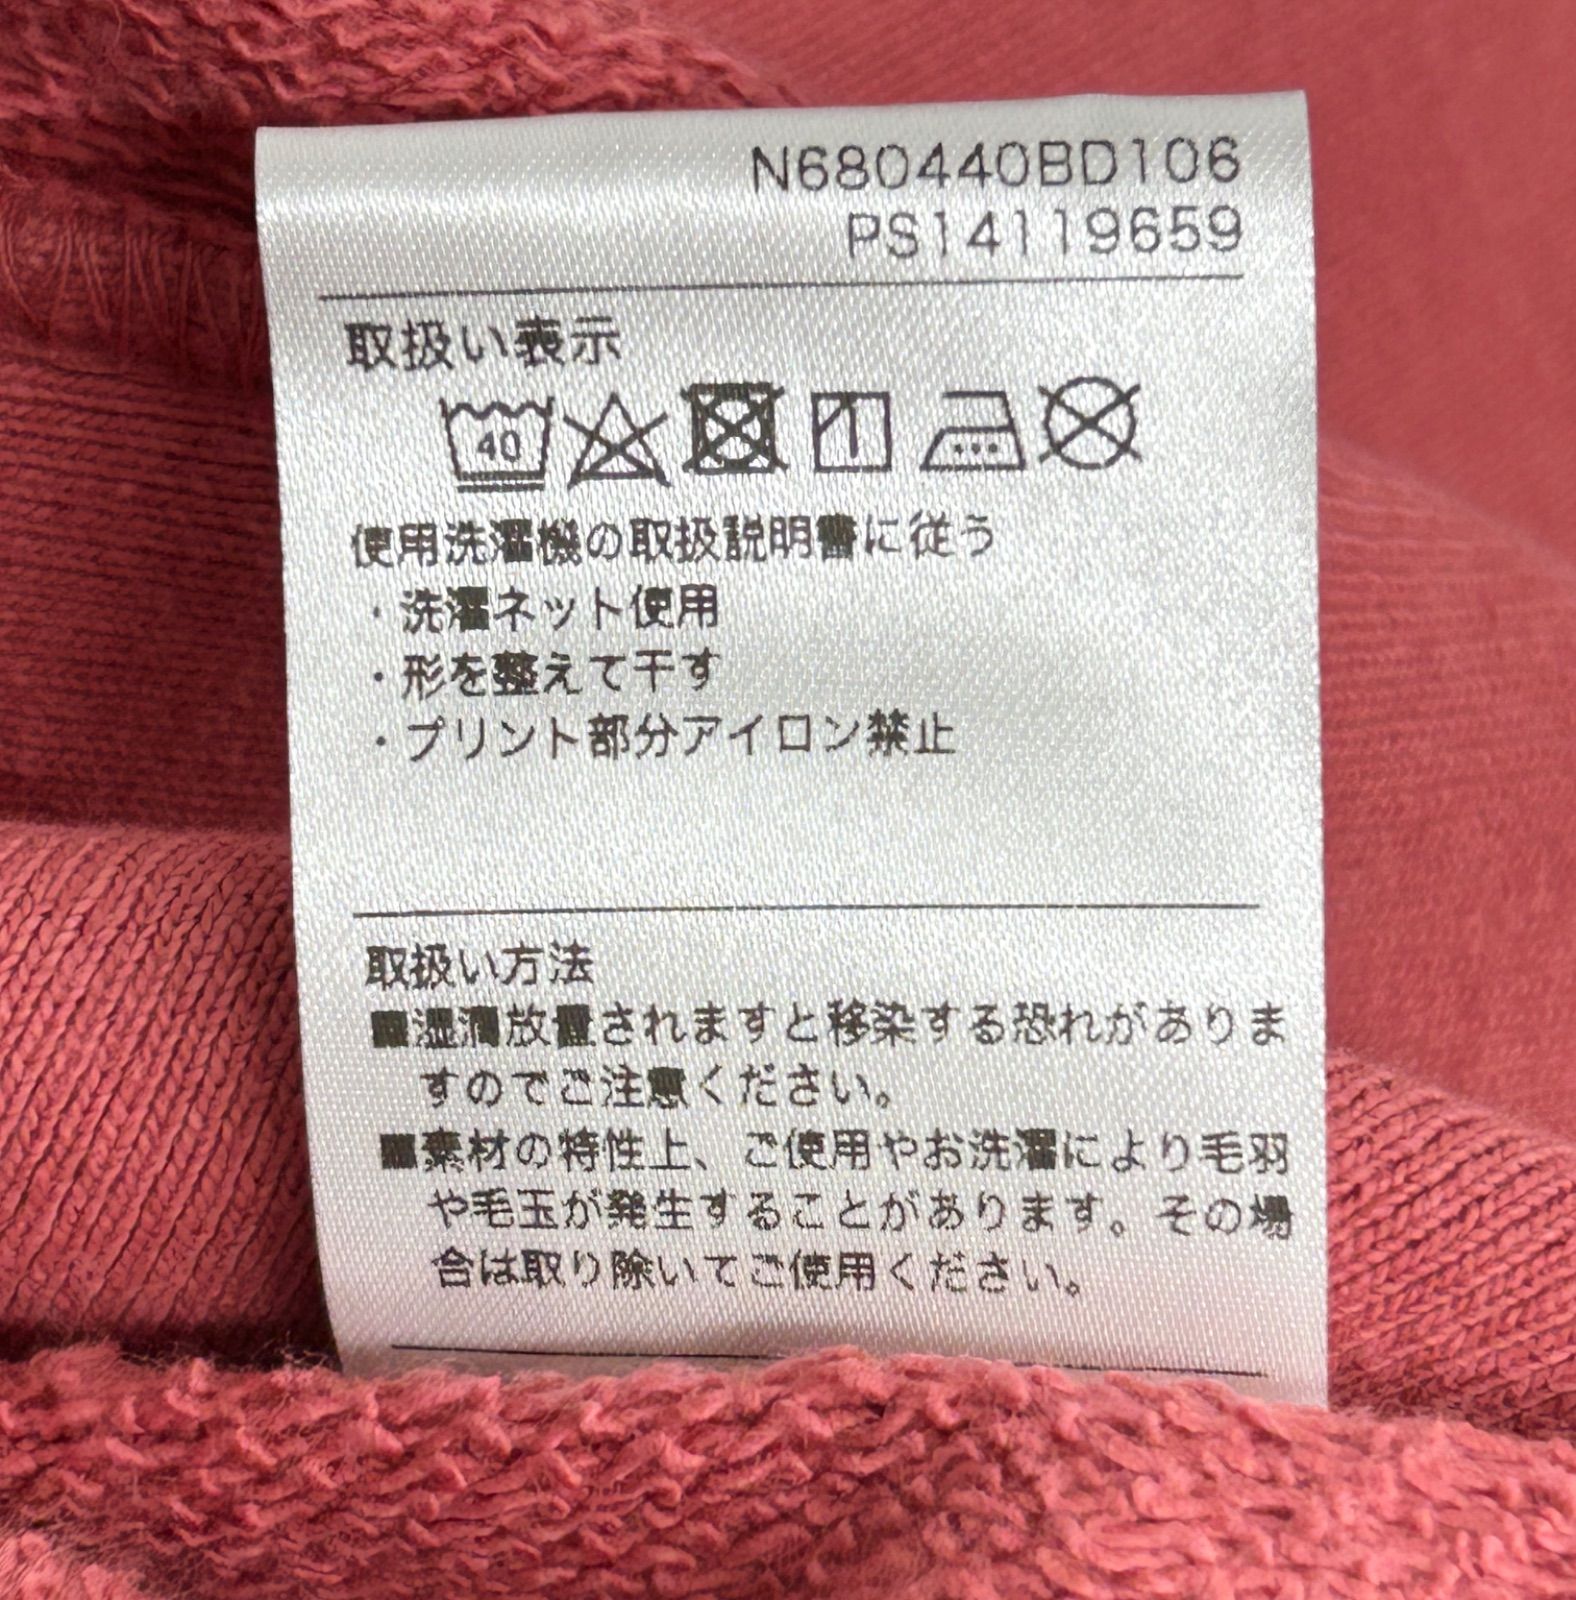 N680440BD106
PS14119659
取扱い表示
40
使用洗濯機の取扱説明書に従う
・洗濯ネット使用
・形を整えて干す
・プリント部分アイロン禁止
取扱い方法
■湿潤放置されますと移染する恐れがありま
すのでご注意ください。
■素材の特性上、ご使用やお洗濯により毛羽
や毛玉が発生することがあります。その場
合は取り除いてご使用ください。